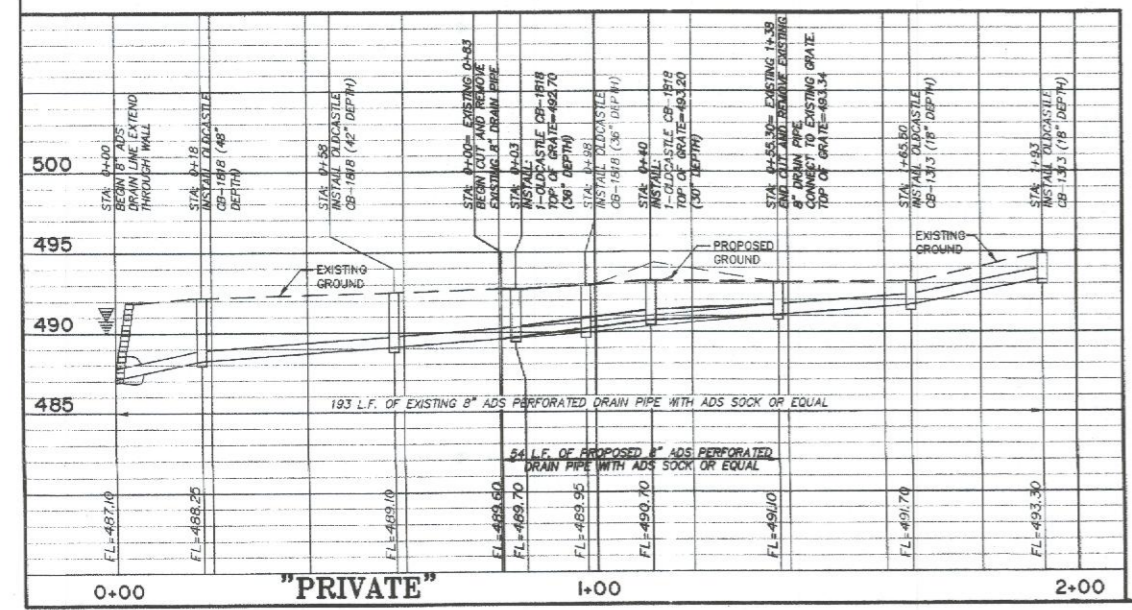 STA: 0+00
BEGIN 8" ADS
DRAIN LINE EXTEND
THROUGH WALL
STA: 0+18
INSTALL OLDCASTLE
CB-1818 (48"
DEPTH)
STA: 0+58
INSTALL OLDCASTLE
CB-1818 (42" DEPTH)
STA: 0+00= EXISTING 0+83
BEGIN CUT AND REMOVE
EXISTING 8" DRAIN PIPE.
STA: 0+03
INSTALL:
1-OLDCASTLE CB-1818
TOP OF GRATE=492.70
(36" DEPTH)
STA: 0+98
INSTALL OLDCASTLE
CB-1818 (36" DEPTH)
STA: 0+40
INSTALL:
1-OLDCASTLE CB-1818
TOP OF GRATE=493.20
(30" DEPTH)
STA: 0+55.30= EXISTING 1+38
END CUT AND REMOVE EXISTING
8" DRAIN PIPE.
CONNECT TO EXISTING GRATE.
TOP OF GRATE=493.34
STA: 1+65.50
INSTALL OLDCASTLE
CB-1313 (18" DEPTH)
STA: 1+93
INSTALL OLDCASTLE
CB-1313 (18" DEPTH)
500
495
490
485
EXISTING
GROUND
PROPOSED
GROUND
EXISTING
GROUND
193 L.F. OF EXISTING 8" ADS PERFORATED DRAIN PIPE WITH ADS SOCK OR EQUAL
54 L.F. OF PROPOSED 8" ADS PERFORATED
DRAIN PIPE WITH ADS SOCK OR EQUAL
FL=487.10
FL=488.25
FL=489.10
FL=489.60
FL=489.70
FL=489.95
FL=490.70
FL=491.10
FL=491.70
FL=493.30
0+00
"PRIVATE"
1+00
2+00